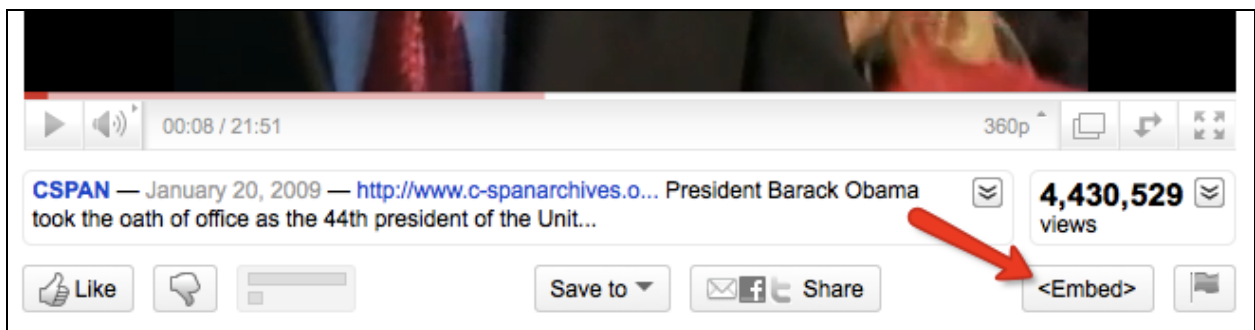 00:08 / 21:51 360p
CSPAN — January 20, 2009 — http://www.c-spanarchives.o... President Barack Obama
took the oath of office as the 44th president of the Unit...
4,430,529
views
Like Save to Share <Embed>